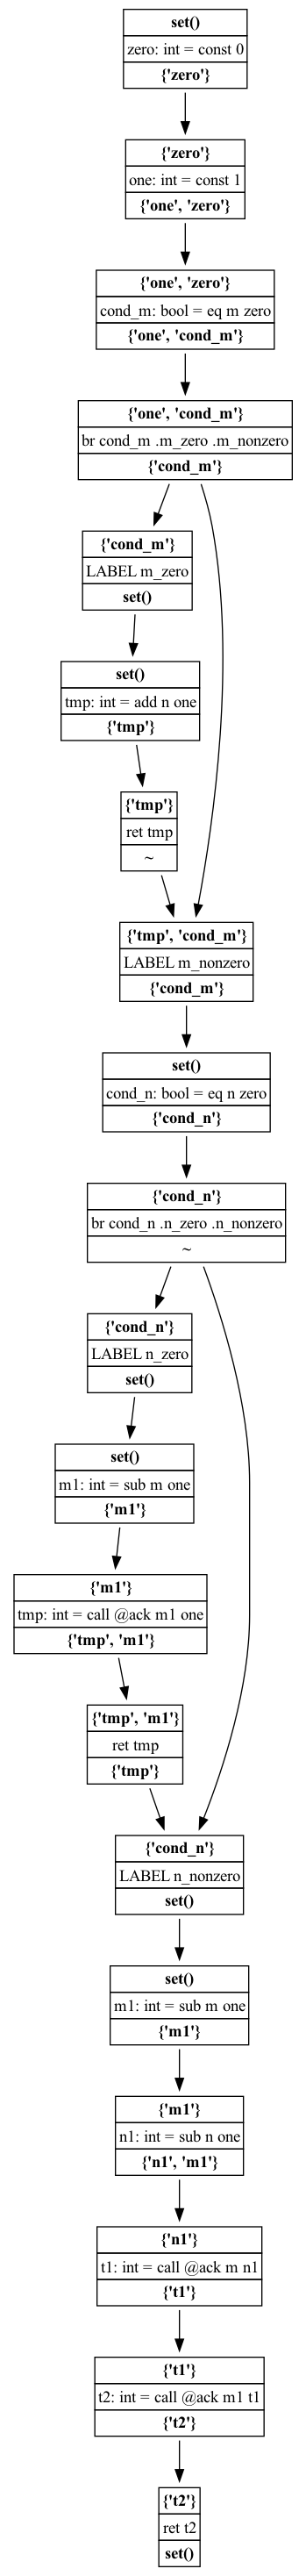 set()
zero: int = const 0
{'zero'}
{'zero'}
one: int = const 1
{'one', 'zero'}
{'one', 'zero'}
cond_m: bool = eq m zero
{'one', 'cond_m'}
{'one', 'cond_m'}
br cond_m .m_zero .m_nonzero
{'cond_m'}
{'cond_m'}
LABEL m_zero
set()
set()
tmp: int = add n one
{'tmp'}
{'tmp'}
ret tmp
~
{'tmp', 'cond_m'}
LABEL m_nonzero
{'cond_m'}
set()
cond_n: bool = eq n zero
{'cond_n'}
{'cond_n'}
br cond_n .n_zero .n_nonzero
~
{'cond_n'}
LABEL n_zero
set()
set()
m1: int = sub m one
{'m1'}
{'m1'}
tmp: int = call @ack m1 one
{'tmp', 'm1'}
{'tmp', 'm1'}
ret tmp
{'tmp'}
{'cond_n'}
LABEL n_nonzero
set()
set()
m1: int = sub m one
{'m1'}
{'m1'}
n1: int = sub n one
{'n1', 'm1'}
{'n1'}
t1: int = call @ack m n1
{'t1'}
{'t1'}
t2: int = call @ack m1 t1
{'t2'}
{'t2'}
ret t2
set()